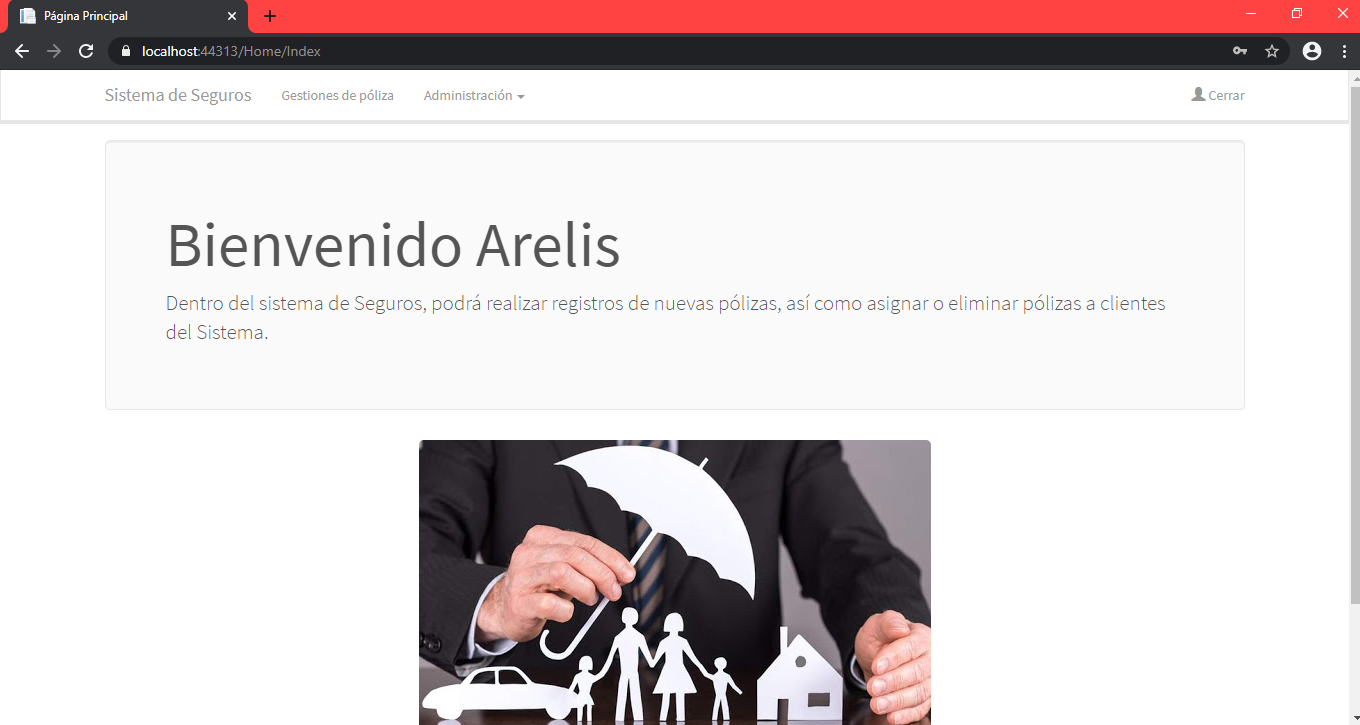 Página Principal
localhost:44313/Home/Index
Sistema de Seguros
Gestiones de póliza
Administración
Cerrar
Bienvenido Arelis
Dentro del sistema de Seguros, podrá realizar registros de nuevas pólizas, así como asignar o eliminar pólizas a clientes
del Sistema.